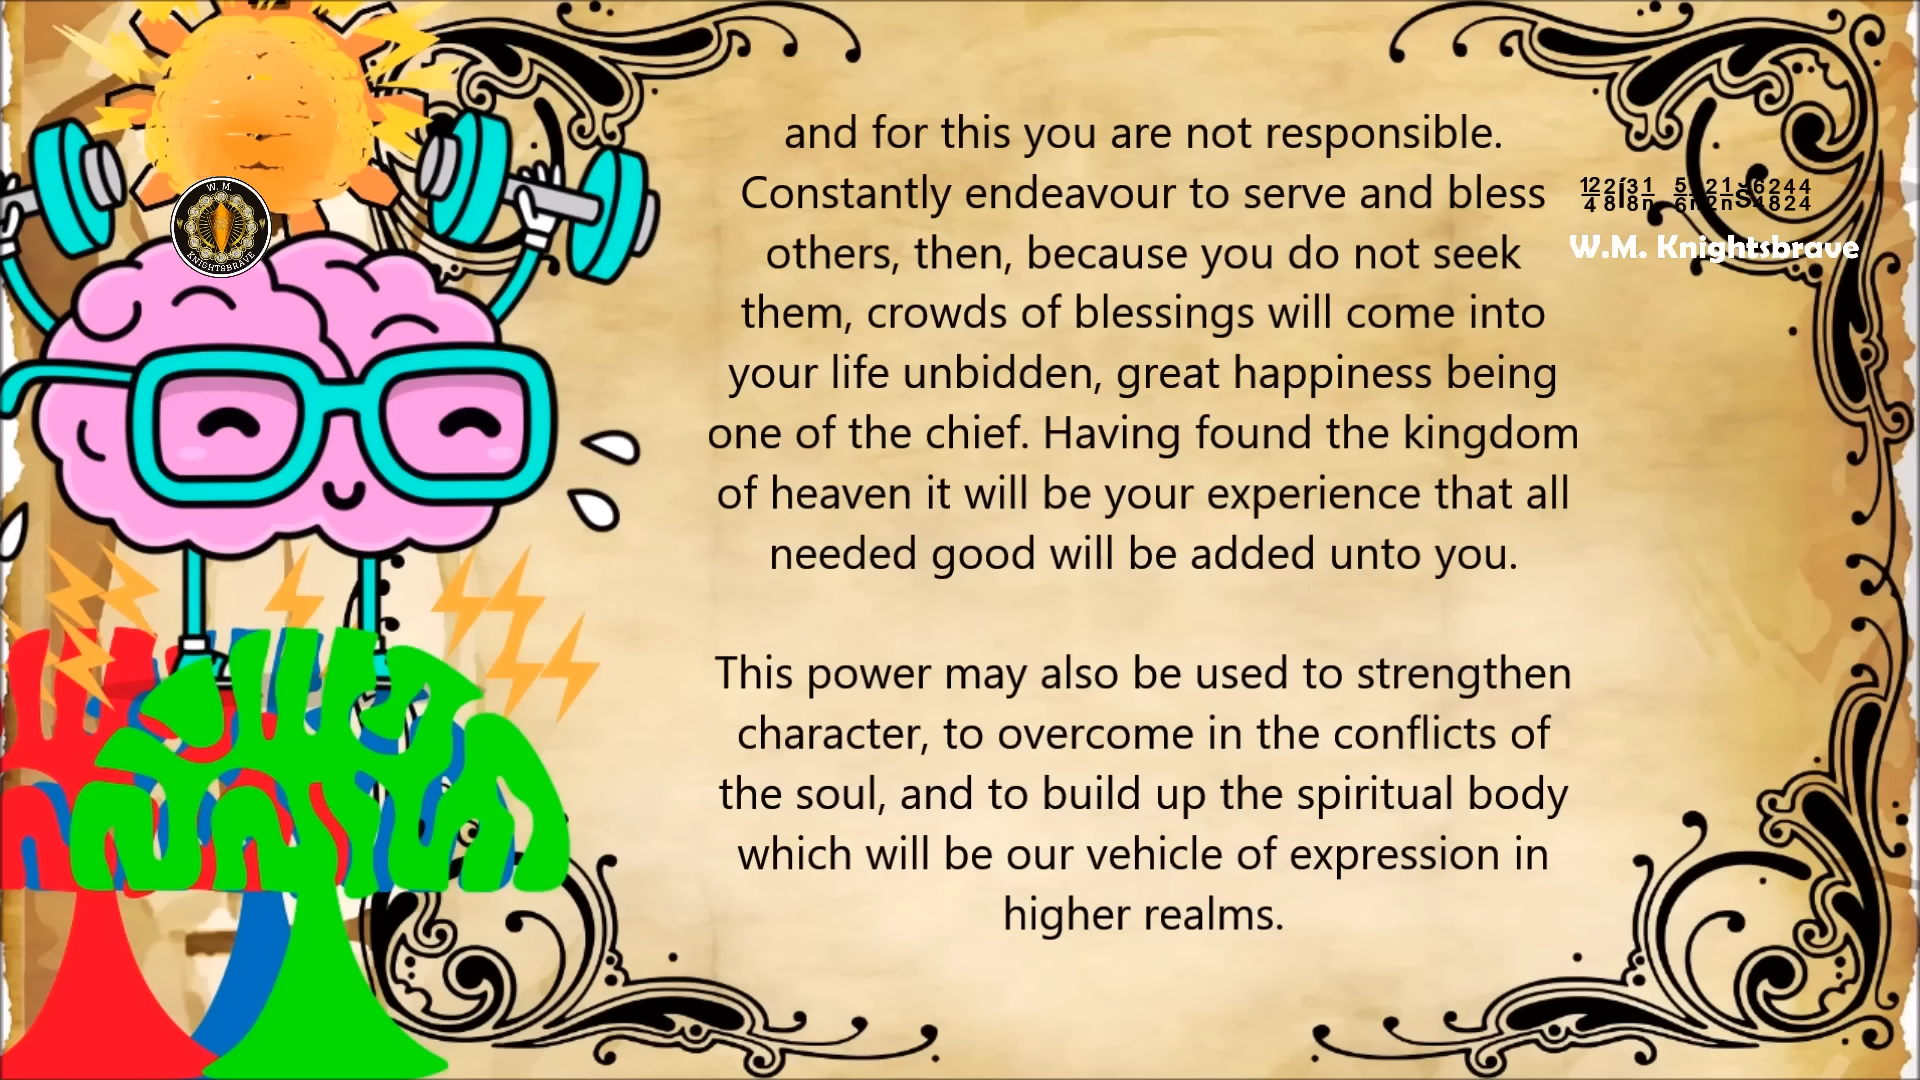 and for this you are not responsible.
Constantly endeavour to serve and bless
others, then, because you do not seek
them, crowds of blessings will come into
your life unbidden, great happiness being
one of the chief. Having found the kingdom
of heaven it will be your experience that all
needed good will be added unto you.
This power may also be used to strengthen
character, to overcome in the conflicts of
the soul, and to build up the spiritual body
which will be our vehicle of expression in
higher realms.
W.M. Knightsbrave
W. M.
KNIGHTSBRAVE